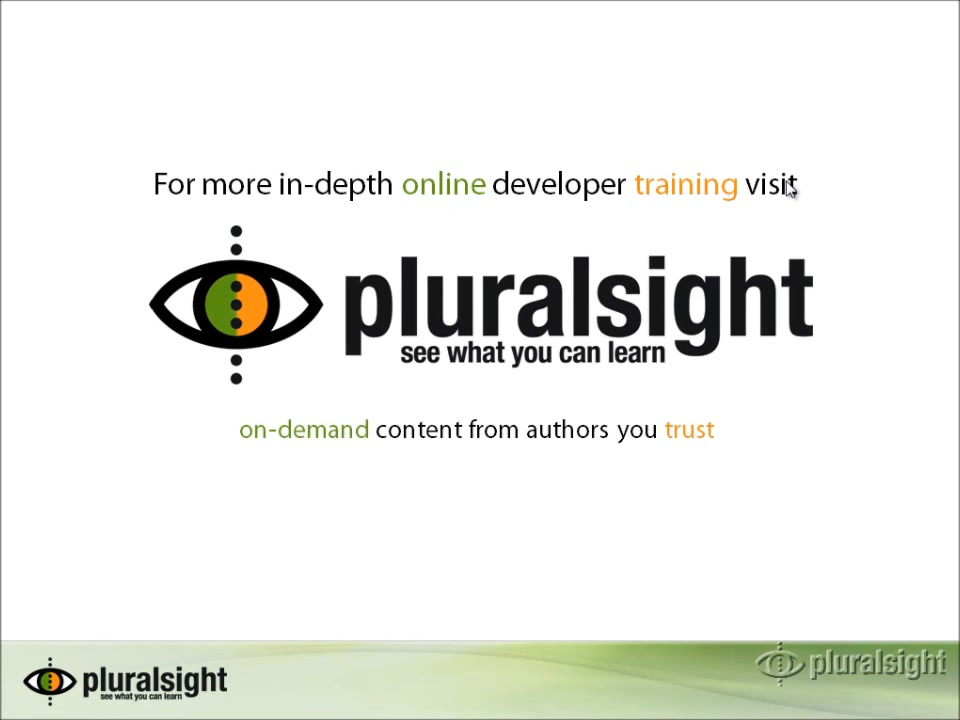 For more in-depth online developer training visit
pluralsight
see what you can learn
on-demand content from authors you trust
pluralsight
see what you can learn
pluralsight